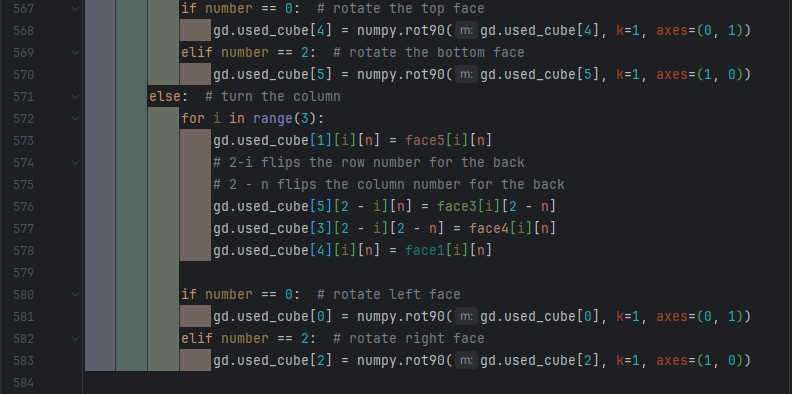 567 if number == 0:  # rotate the top face
568 gd.used_cube[4] = numpy.rot90( m: gd.used_cube[4], k=1, axes=(0, 1))
569 elif number == 2:  # rotate the bottom face
570 gd.used_cube[5] = numpy.rot90( m: gd.used_cube[5], k=1, axes=(1, 0))
571 else:  # turn the column
572 for i in range(3):
573 gd.used_cube[1][i][n] = face5[i][n]
574 # 2-i flips the row number for the back
575 # 2 - n flips the column number for the back
576 gd.used_cube[5][2 - i][n] = face3[i][2 - n]
577 gd.used_cube[3][2 - i][2 - n] = face4[i][n]
578 gd.used_cube[4][i][n] = face1[i][n]
579
580 if number == 0:  # rotate left face
581 gd.used_cube[0] = numpy.rot90( m: gd.used_cube[0], k=1, axes=(0, 1))
582 elif number == 2:  # rotate right face
583 gd.used_cube[2] = numpy.rot90( m: gd.used_cube[2], k=1, axes=(1, 0))
584